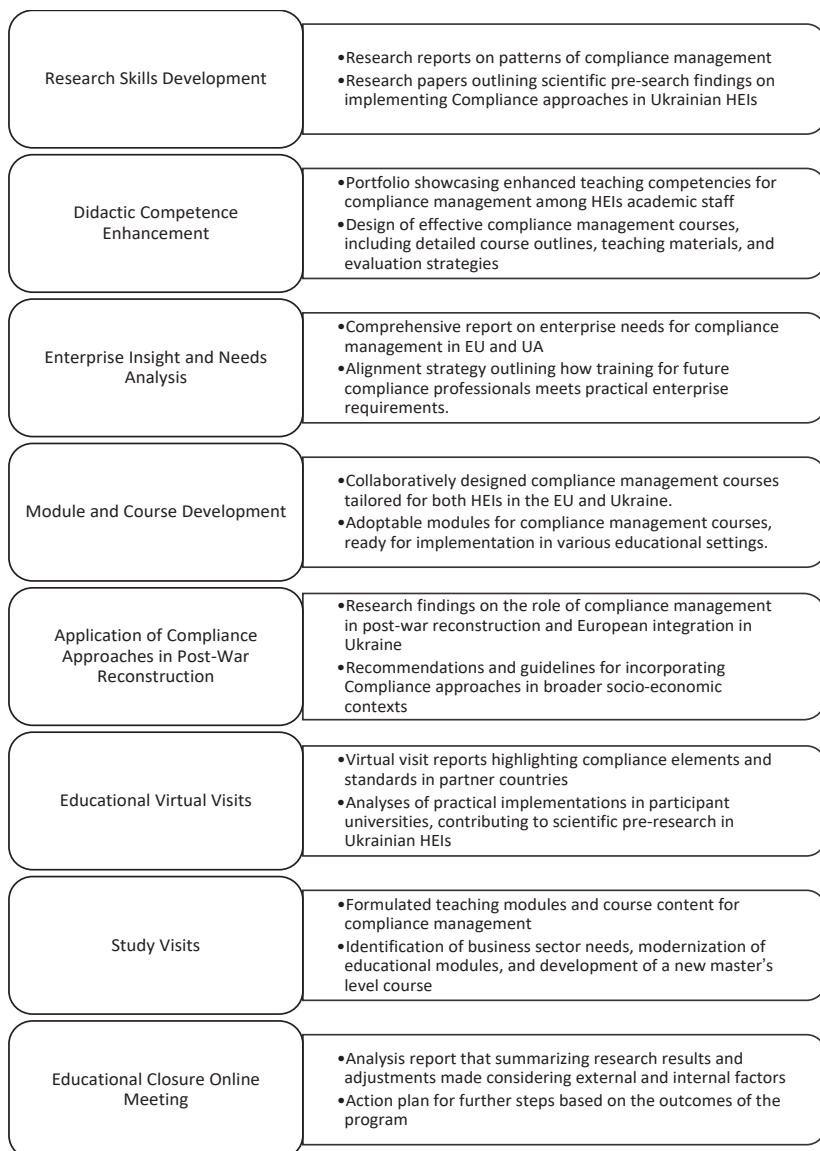 Research Skills Development
•Research reports on patterns of compliance management
•Research papers outlining scientific pre-search findings on
implementing Compliance approaches in Ukrainian HEIs
Didactic Competence
Enhancement
•Portfolio showcasing enhanced teaching competencies for
compliance management among HEIs academic staff
•Design of effective compliance management courses,
including detailed course outlines, teaching materials, and
evaluation strategies
Enterprise Insight and Needs
Analysis
•Comprehensive report on enterprise needs for compliance
management in EU and UA
•Alignment strategy outlining how training for future
compliance professionals meets practical enterprise
requirements.
Module and Course Development
•Collaboratively designed compliance management courses
tailored for both HEIs in the EU and Ukraine.
•Adoptable modules for compliance management courses,
ready for implementation in various educational settings.
Application of Compliance
Approaches in Post-War
Reconstruction
•Research findings on the role of compliance management
in post-war reconstruction and European integration in
Ukraine
•Recommendations and guidelines for incorporating
Compliance approaches in broader socio-economic
contexts
Educational Virtual Visits
•Virtual visit reports highlighting compliance elements and
standards in partner countries
•Analyses of practical implementations in participant
universities, contributing to scientific pre-research in
Ukrainian HEIs
Study Visits
•Formulated teaching modules and course content for
compliance management
•Identification of business sector needs, modernization of
educational modules, and development of a new master's
level course
Educational Closure Online
Meeting
•Analysis report that summarizing research results and
adjustments made considering external and internal factors
•Action plan for further steps based on the outcomes of the
program